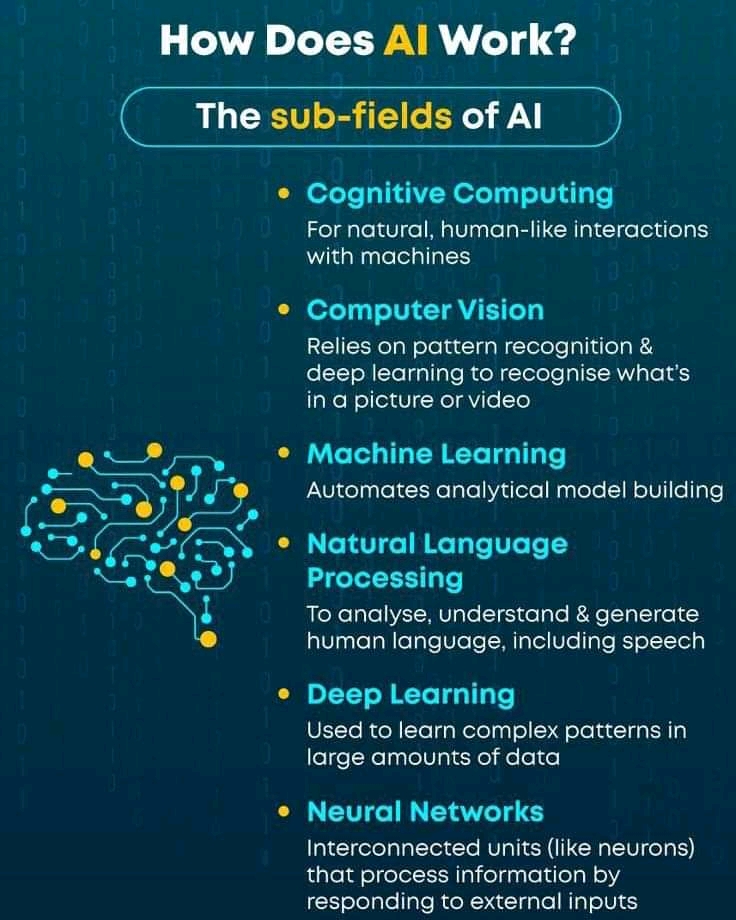 How Does AI Work?
The sub-fields of AI
• Cognitive Computing
For natural, human-like interactions
with machines
• Computer Vision
Relies on pattern recognition &
deep learning to recognise what's
in a picture or video
• Machine Learning
Automates analytical model building
• Natural Language
Processing
To analyse, understand & generate
human language, including speech
• Deep Learning
Used to learn complex patterns in
large amounts of data
• Neural Networks
Interconnected units (like neurons)
that process information by
responding to external inputs